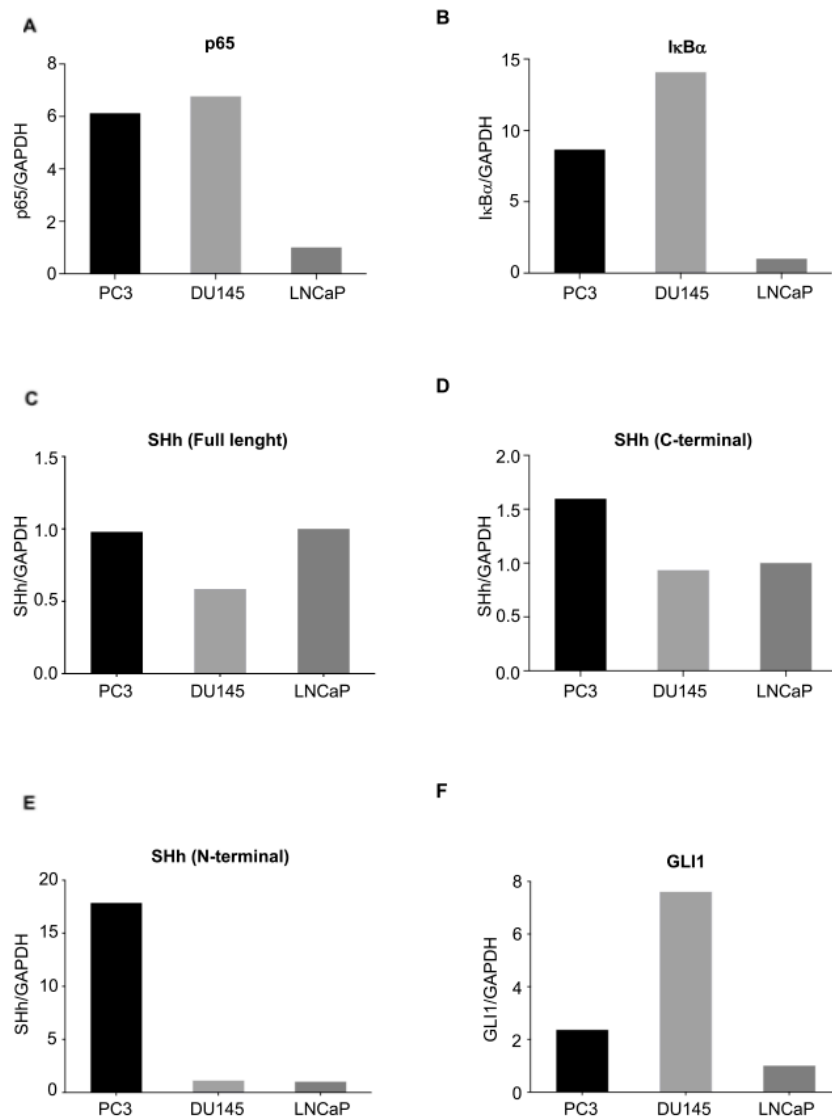 A
p65
p65/GAPDH
8
6
4
2
0
PC3 DU145 LNCaP
B
IκBα
IκBα/GAPDH
15
10
5
0
PC3 DU145 LNCaP
C
SHh (Full lenght)
SHh/GAPDH
1.5
1.0
0.5
0.0
PC3 DU145 LNCaP
D
SHh (C-terminal)
SHh/GAPDH
2.0
1.5
1.0
0.5
0.0
PC3 DU145 LNCaP
E
SHh (N-terminal)
SHh/GAPDH
20
15
10
5
0
PC3 DU145 LNCaP
F
GLI1
GLI1/GAPDH
8
6
4
2
0
PC3 DU145 LNCaP